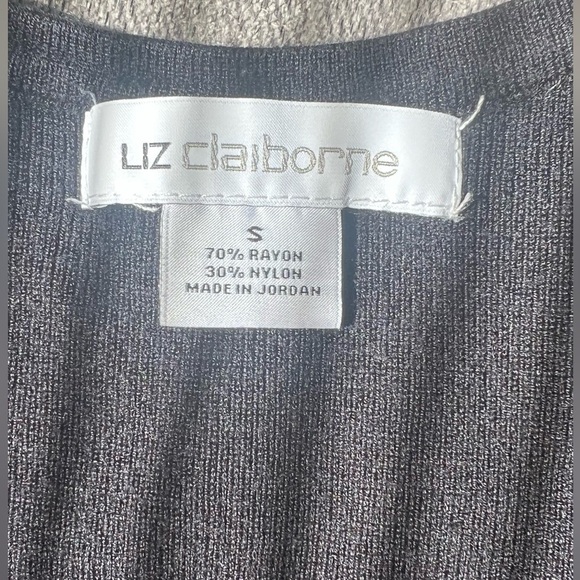 LIZ claiborne
S
70% RAYON
30% NYLON
MADE IN JORDAN